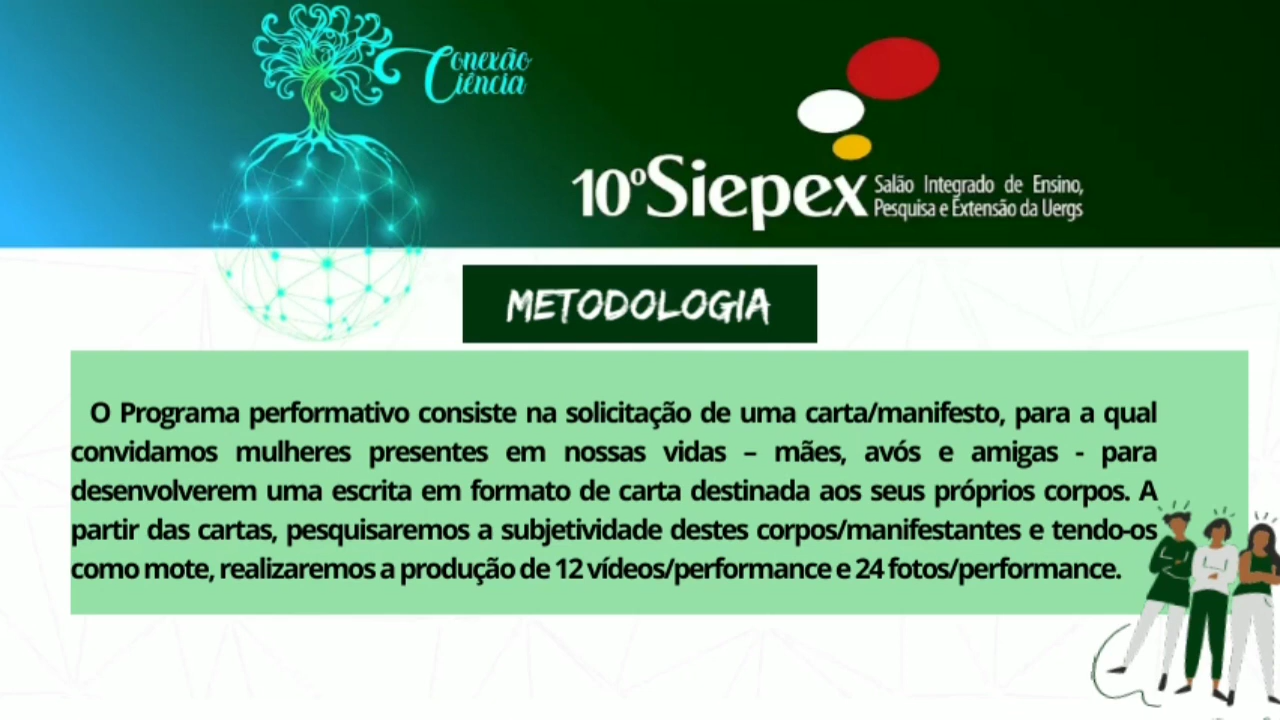 Conexão
Ciência
10º Siepex
Salão Integrado de Ensino,
Pesquisa e Extensão da Uergs
METODOLOGIA
O Programa performativo consiste na solicitação de uma carta/manifesto, para a qual
convidamos mulheres presentes em nossas vidas – mães, avós e amigas - para
desenvolverem uma escrita em formato de carta destinada aos seus próprios corpos. A
partir das cartas, pesquisaremos a subjetividade destes corpos/manifestantes e tendo-os
como mote, realizaremos a produção de 12 vídeos/performance e 24 fotos/performance.